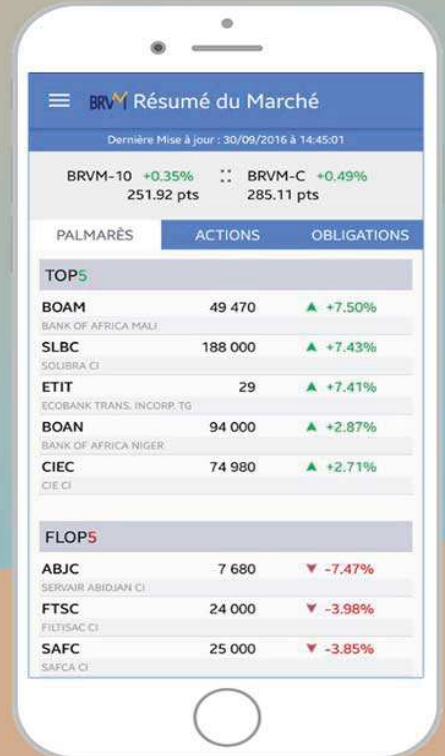 BRVM Résumé du Marché
Dernière Mise à jour : 30/09/2016 à 14:45:01
BRVM-10 +0.35% :: BRVM-C +0.49%
251.92 pts 285.11 pts
PALMARÈS ACTIONS OBLIGATIONS
TOP5
BOAM 49 470 ▲ +7.50%
BANK OF AFRICA MALI
SLBC 188 000 ▲ +7.43%
SOLIBRA CI
ETIT 29 ▲ +7.41%
ECOBANK TRANS. INCORP. TG
BOAN 94 000 ▲ +2.87%
BANK OF AFRICA NIGER
CIEC 74 980 ▲ +2.71%
CIE CI
FLOP5
ABJC 7 680 ▼ -7.47%
SERVAIR ABIDJAN CI
FTSC 24 000 ▼ -3.98%
FILTISAC CI
SAFC 25 000 ▼ -3.85%
SAFCA CI